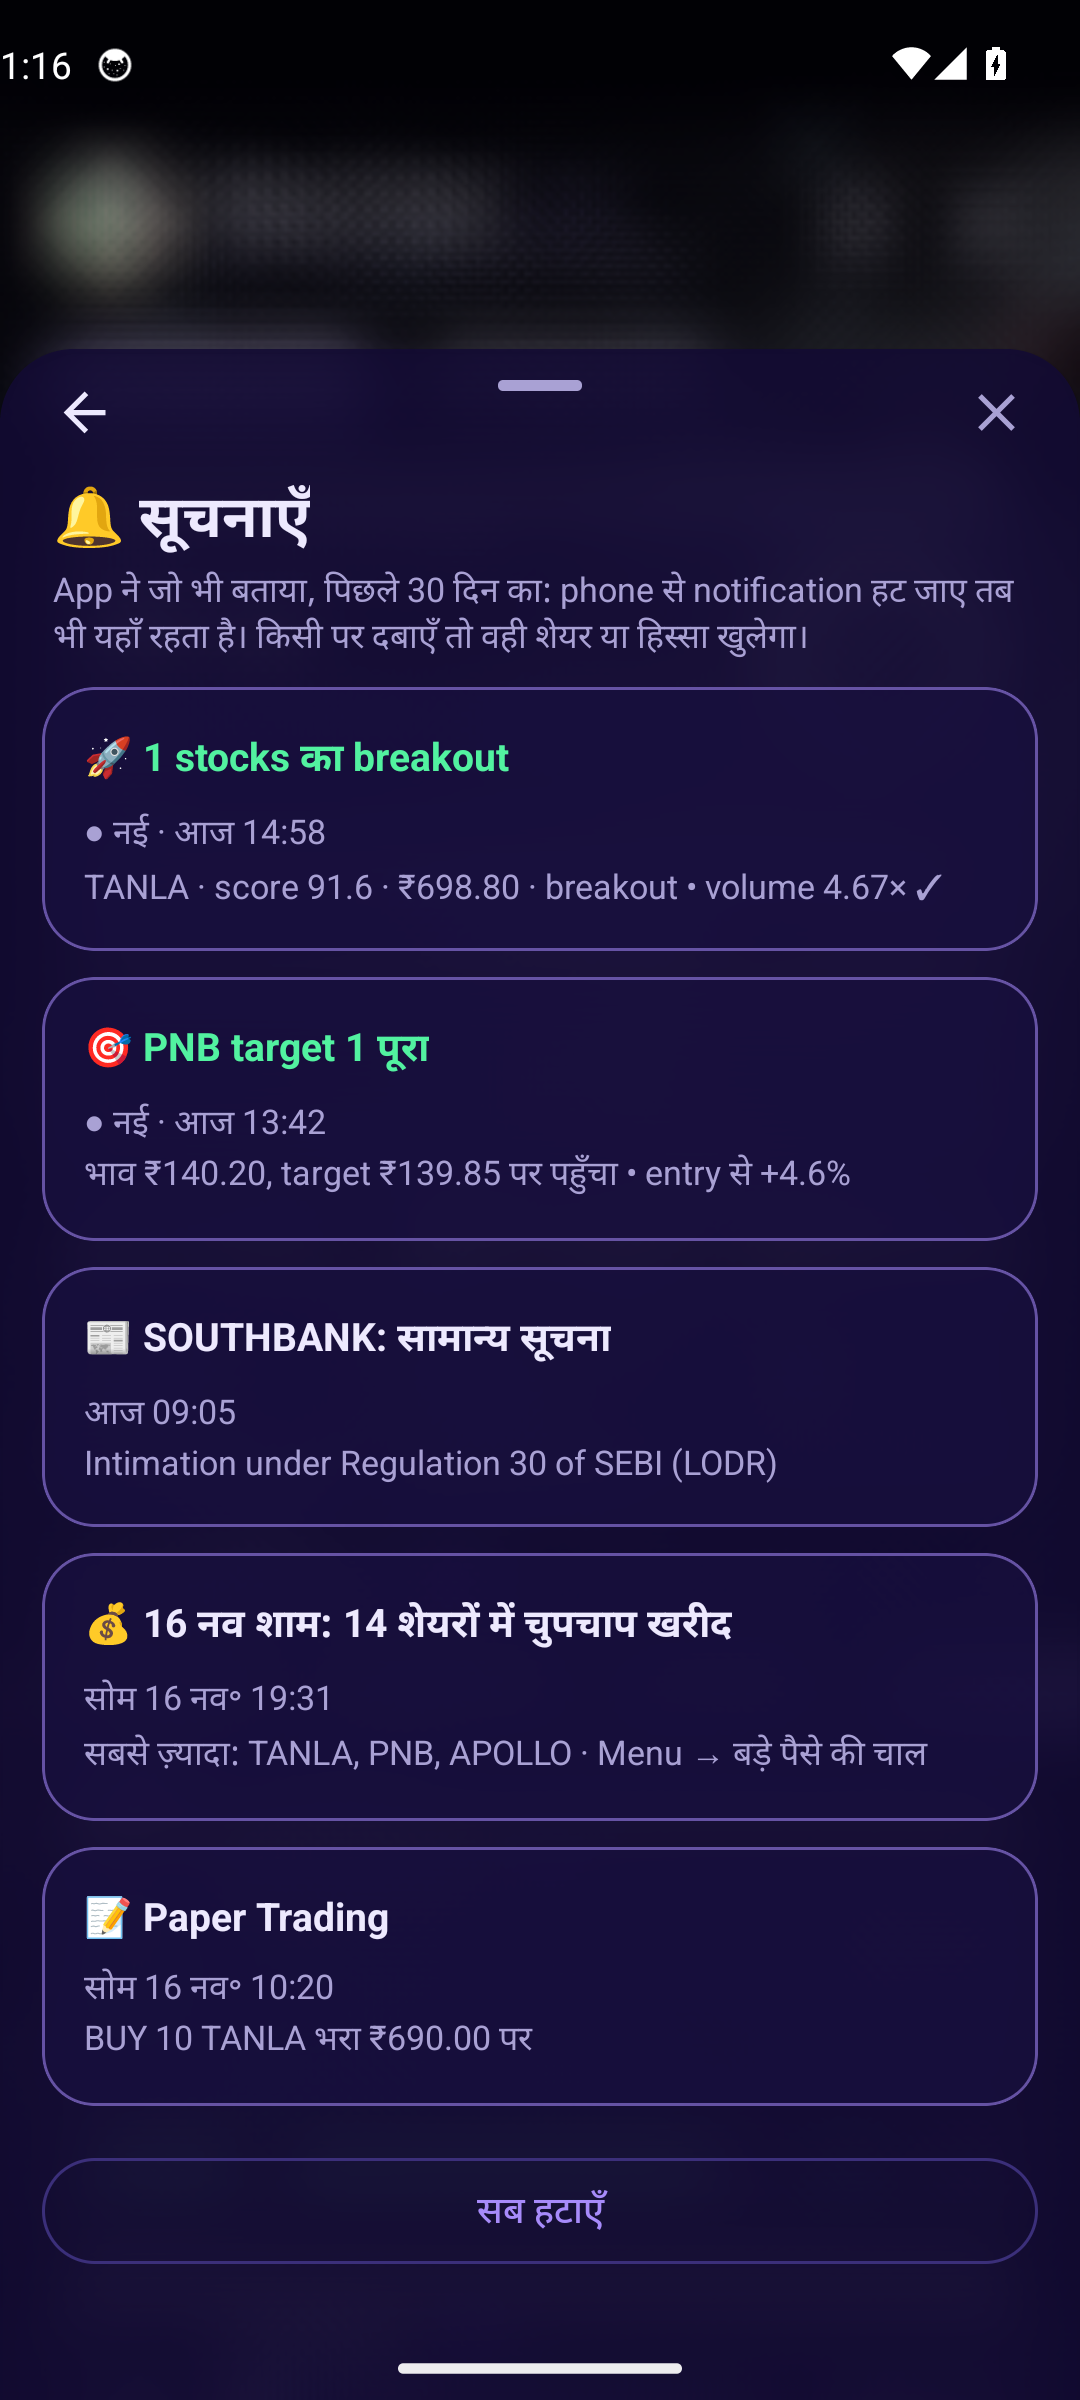 1:16
🔔 सूचनाएँ
App ने जो भी बताया, पिछले 30 दिन का: phone से notification हट जाए तब
भी यहाँ रहता है। किसी पर दबाएँ तो वही शेयर या हिस्सा खुलेगा।
🚀 1 stocks का breakout
● नई · आज 14:58
TANLA · score 91.6 · ₹698.80 · breakout • volume 4.67× ✓
🎯 PNB target 1 पूरा
● नई · आज 13:42
भाव ₹140.20, target ₹139.85 पर पहुँचा • entry से +4.6%
📰 SOUTHBANK: सामान्य सूचना
आज 09:05
Intimation under Regulation 30 of SEBI (LODR)
💰 16 नव शाम: 14 शेयरों में चुपचाप खरीद
सोम 16 नव॰ 19:31
सबसे ज़्यादा: TANLA, PNB, APOLLO · Menu → बड़े पैसे की चाल
📝 Paper Trading
सोम 16 नव॰ 10:20
BUY 10 TANLA भरा ₹690.00 पर
सब हटाएँ